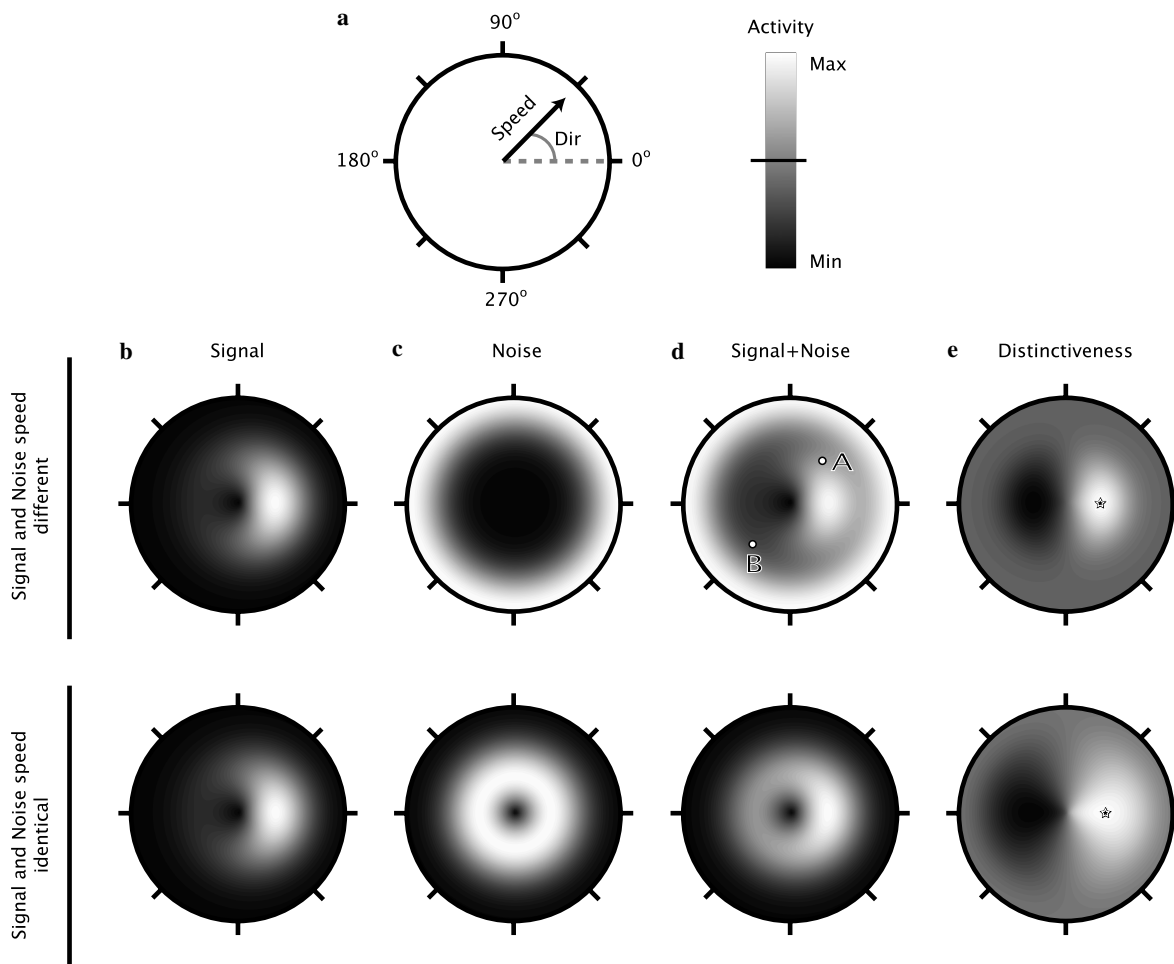 a
90°
Activity
Max
Speed
Dir
180°
0°
Min
270°
b Signal
c Noise
d Signal+Noise
e Distinctiveness
Signal and Noise speed
different
A
B
Signal and Noise speed
identical